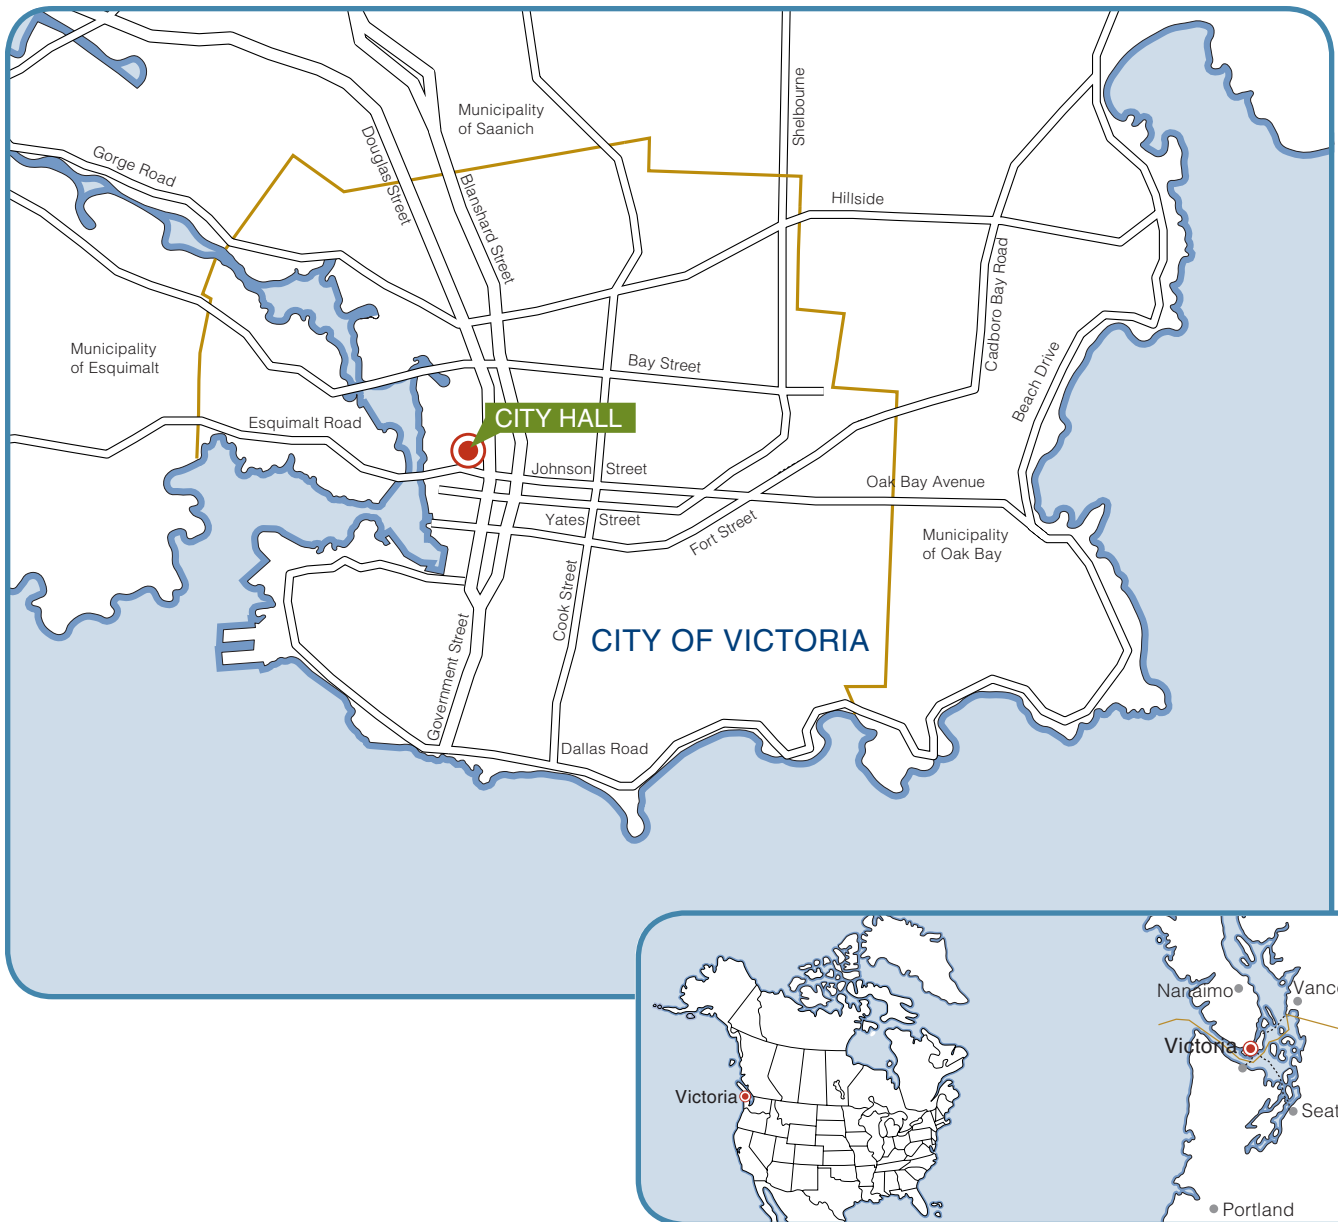 Shelbourne
Municipality
of Saanich
Douglas Street
Gorge Road
Blanshard Street
Hillside
Cadboro Bay Road
Municipality
of Esquimalt
Bay Street
Beach Drive
CITY HALL
Esquimalt Road
Johnson Street
Oak Bay Avenue
Yates Street
Fort Street
Municipality
of Oak Bay
Cook Street
CITY OF VICTORIA
Government Street
Dallas Road
Nanaimo
Vanco
Victoria
Victoria
Seat
Portland